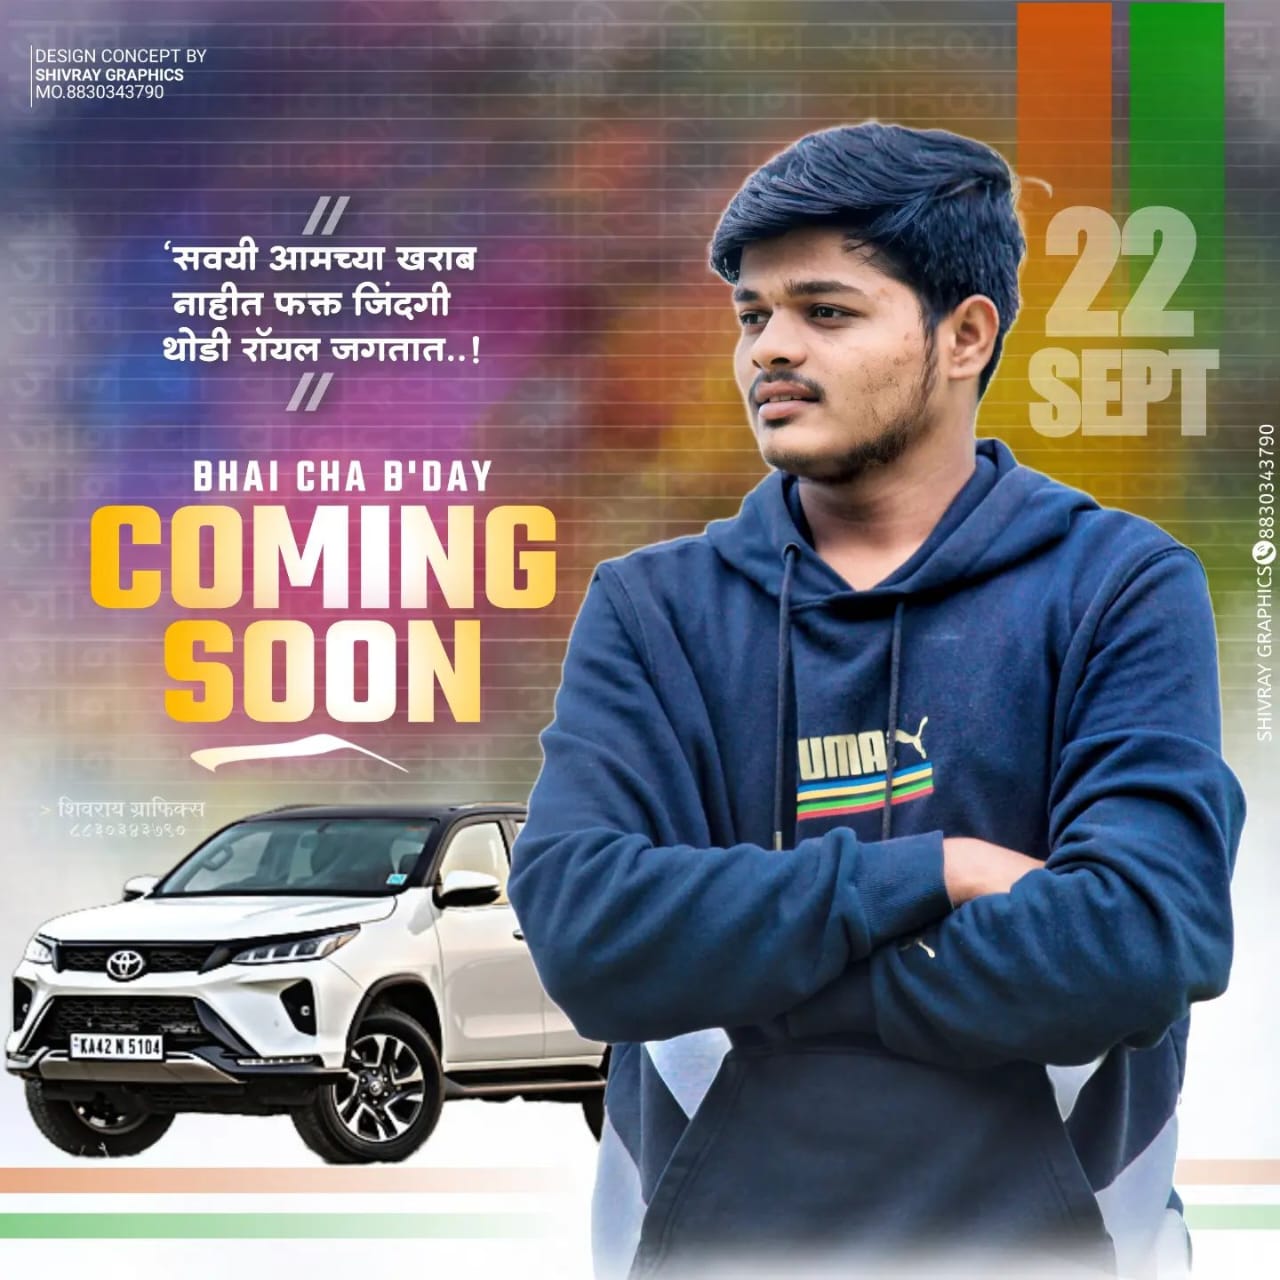 DESIGN CONCEPT BY
SHIVRAY GRAPHICS
MO.8830343790
22
SEPT
‘सवयी आमच्या खराब
नाहीत फक्त जिंदगी
थोडी रॉयल जगतात..!
BHAI CHA B'DAY
COMING
SOON
SHIVRAY GRAPHICS 8830343790
> शिवराय ग्राफिक्स
८८३०३४३७९०
UMA
KA42 N 5104